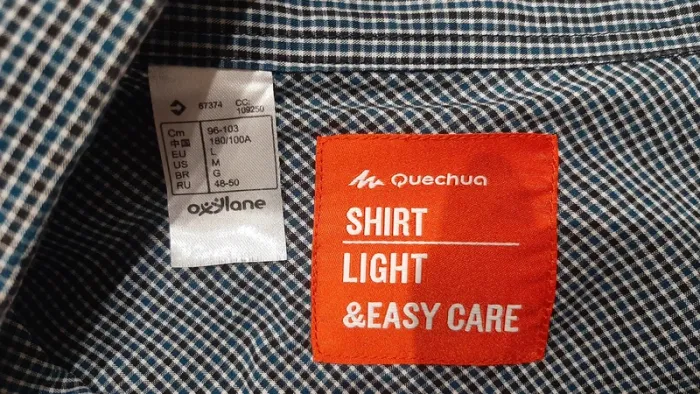 67374 CC:
109250
Cm 96-103
中国 180/100A
EU L
US M
BR G
RU 48-50
oxylane
Quechua
SHIRT
LIGHT
&EASY CARE